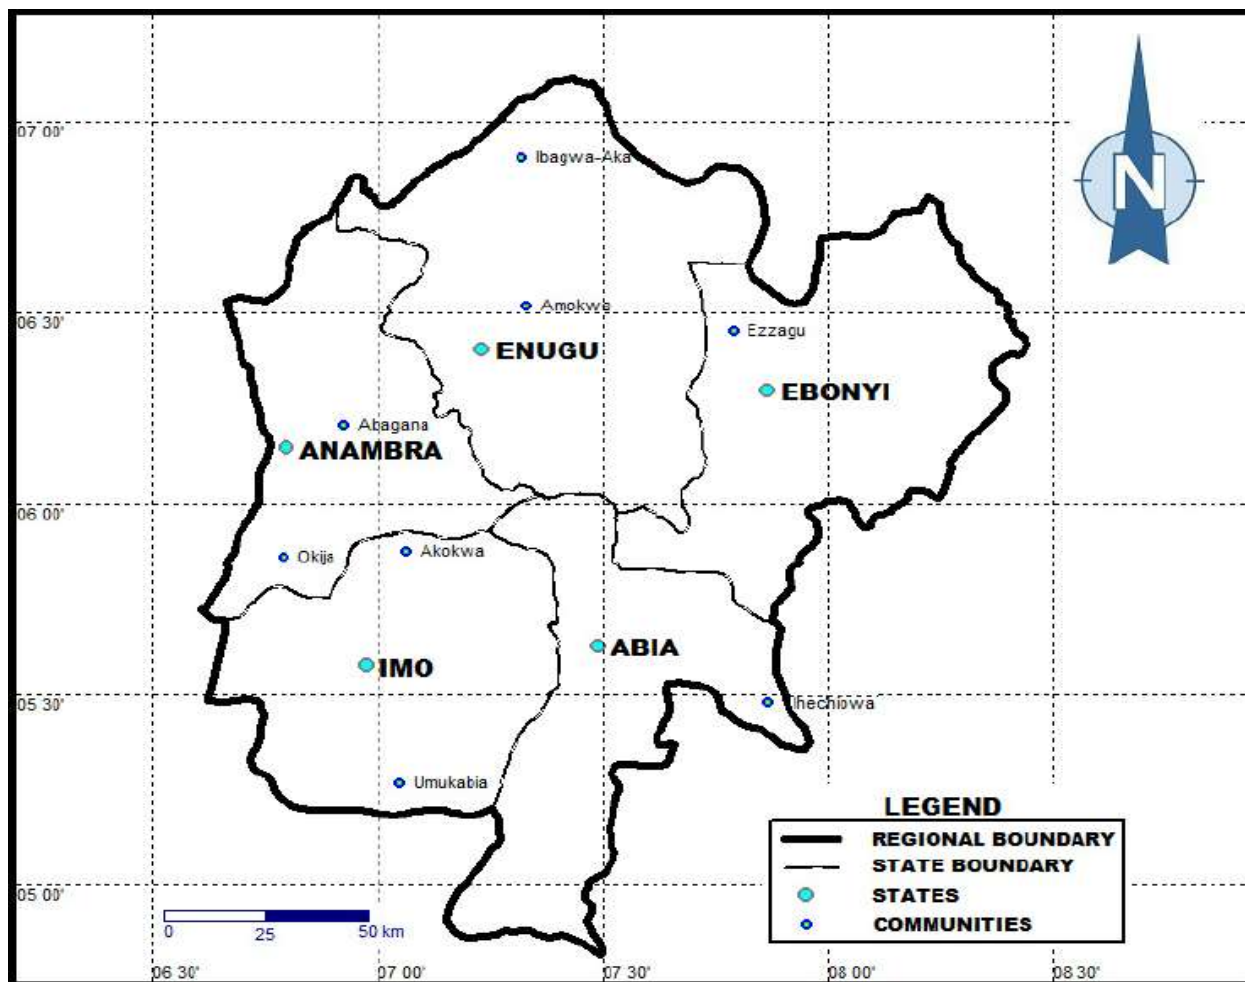 N
07 00'
Ibagwa-Aka
06 30'
Amokwe
Ezzagu
ENUGU
EBONYI
Abagana
ANAMBRA
06 00'
Okija
Akokwa
ABIA
IMO
05 30'
Ihechiowa
Umukabia
LEGEND
REGIONAL BOUNDARY
STATE BOUNDARY
05 00'
STATES
COMMUNITIES
0 25 50 km
06 30' 07 00' 07 30' 08 00' 08 30'